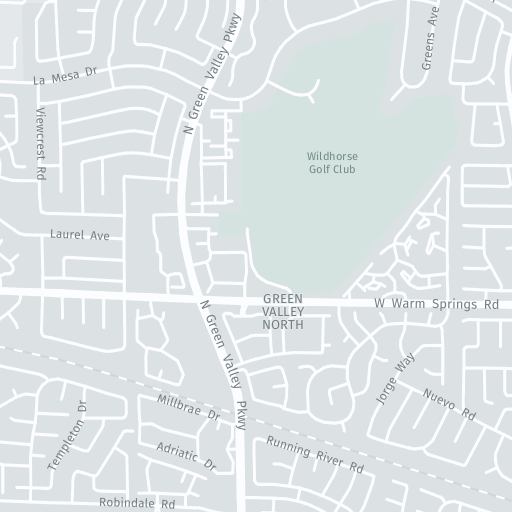 Greens Ave
N Green Valley Pkwy
La Mesa Dr
Viewcrest Rd
Wildhorse
Golf Club
Laurel Ave
GREEN
VALLEY
NORTH
W Warm Springs Rd
N Green Valley Pkwy
Jorge Way
Nuevo Rd
Millbrae Dr
Templeton Dr
Adriatic Dr
Running River Rd
Robindale Rd